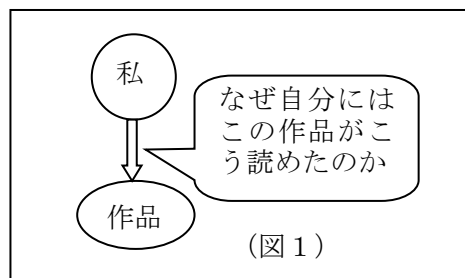 私
なぜ自分には
この作品がこ
う読めたのか
作品
(図1)